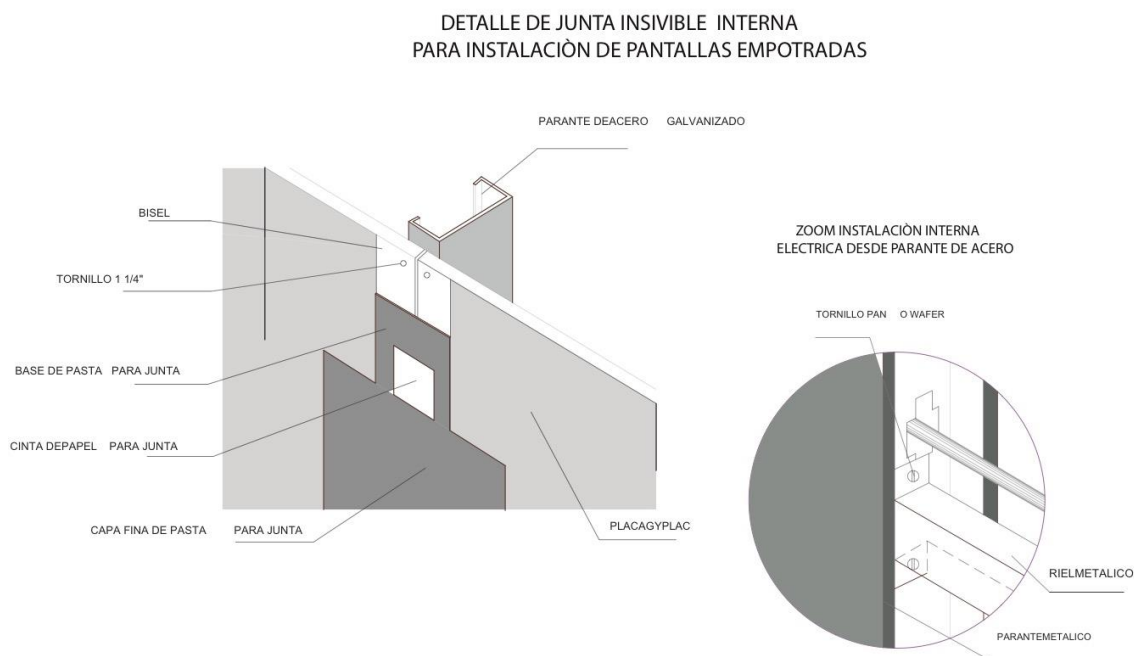 DETALLE DE JUNTA INSIVIBLE INTERNA
PARA INSTALACIÒN DE PANTALLAS EMPOTRADAS
PARANTE DEACERO GALVANIZADO
BISEL
TORNILLO 1 1/4"
BASE DE PASTA PARA JUNTA
CINTA DEPAPEL PARA JUNTA
CAPA FINA DE PASTA PARA JUNTA
PLACAGYPLAC
ZOOM INSTALACIÒN INTERNA
ELECTRICA DESDE PARANTE DE ACERO
TORNILLO PAN O WAFER
RIELMETALICO
PARANTEMETALICO